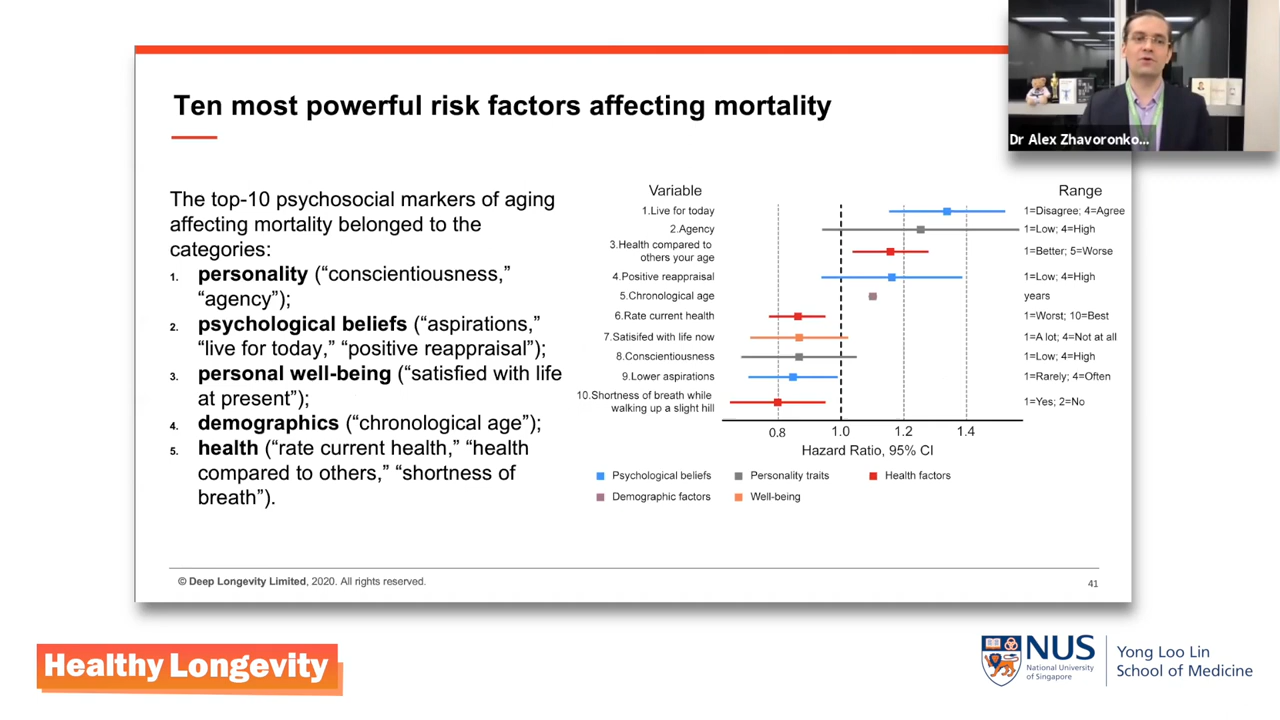 Dr Alex Zhavoronko...
Ten most powerful risk factors affecting mortality
The top-10 psychosocial markers of aging
affecting mortality belonged to the
categories:
1. personality (“conscientiousness,”
“agency”);
2. psychological beliefs (“aspirations,”
“live for today,” “positive reappraisal”);
3. personal well-being (“satisfied with life
at present”);
4. demographics (“chronological age”);
5. health (“rate current health,” “health
compared to others,” “shortness of
breath”).
Variable Range
1.Live for today 1=Disagree; 4=Agree
2.Agency 1=Low; 4=High
3.Health compared to
others your age 1=Better; 5=Worse
4.Positive reappraisal 1=Low; 4=High
5.Chronological age years
6.Rate current health 1=Worst; 10=Best
7.Satisifed with life now 1=A lot; 4=Not at all
8.Conscientiousness 1=Low; 4=High
9.Lower aspirations 1=Rarely; 4=Often
10.Shortness of breath while
walking up a slight hill 1=Yes; 2=No
0.8 1.0 1.2 1.4
Hazard Ratio, 95% CI
Psychological beliefs Personality traits Health factors
Demographic factors Well-being
© Deep Longevity Limited, 2020. All rights reserved.
41
Healthy Longevity
NUS
National University
of Singapore
Yong Loo Lin
School of Medicine